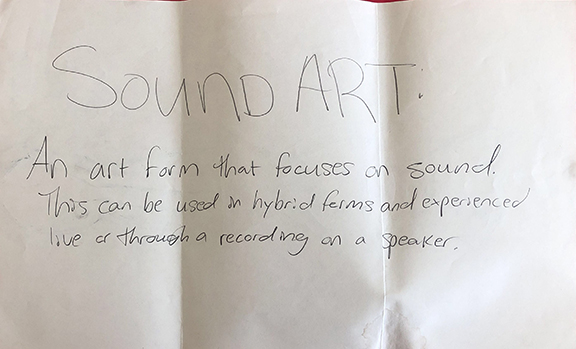 SOUND ART:
An art form that focuses on sound.
This can be used in hybrid forms and experienced
live or through a recording on a speaker.